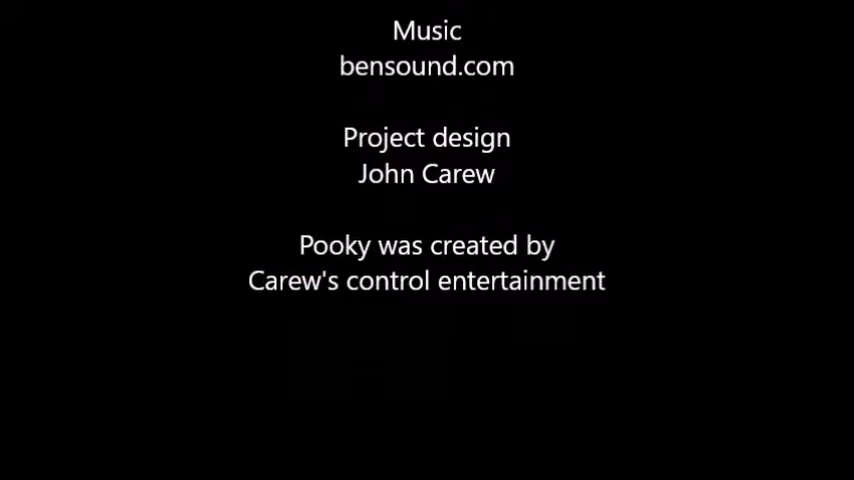 Music
bensound.com
Project design
John Carew
Pooky was created by
Carew's control entertainment